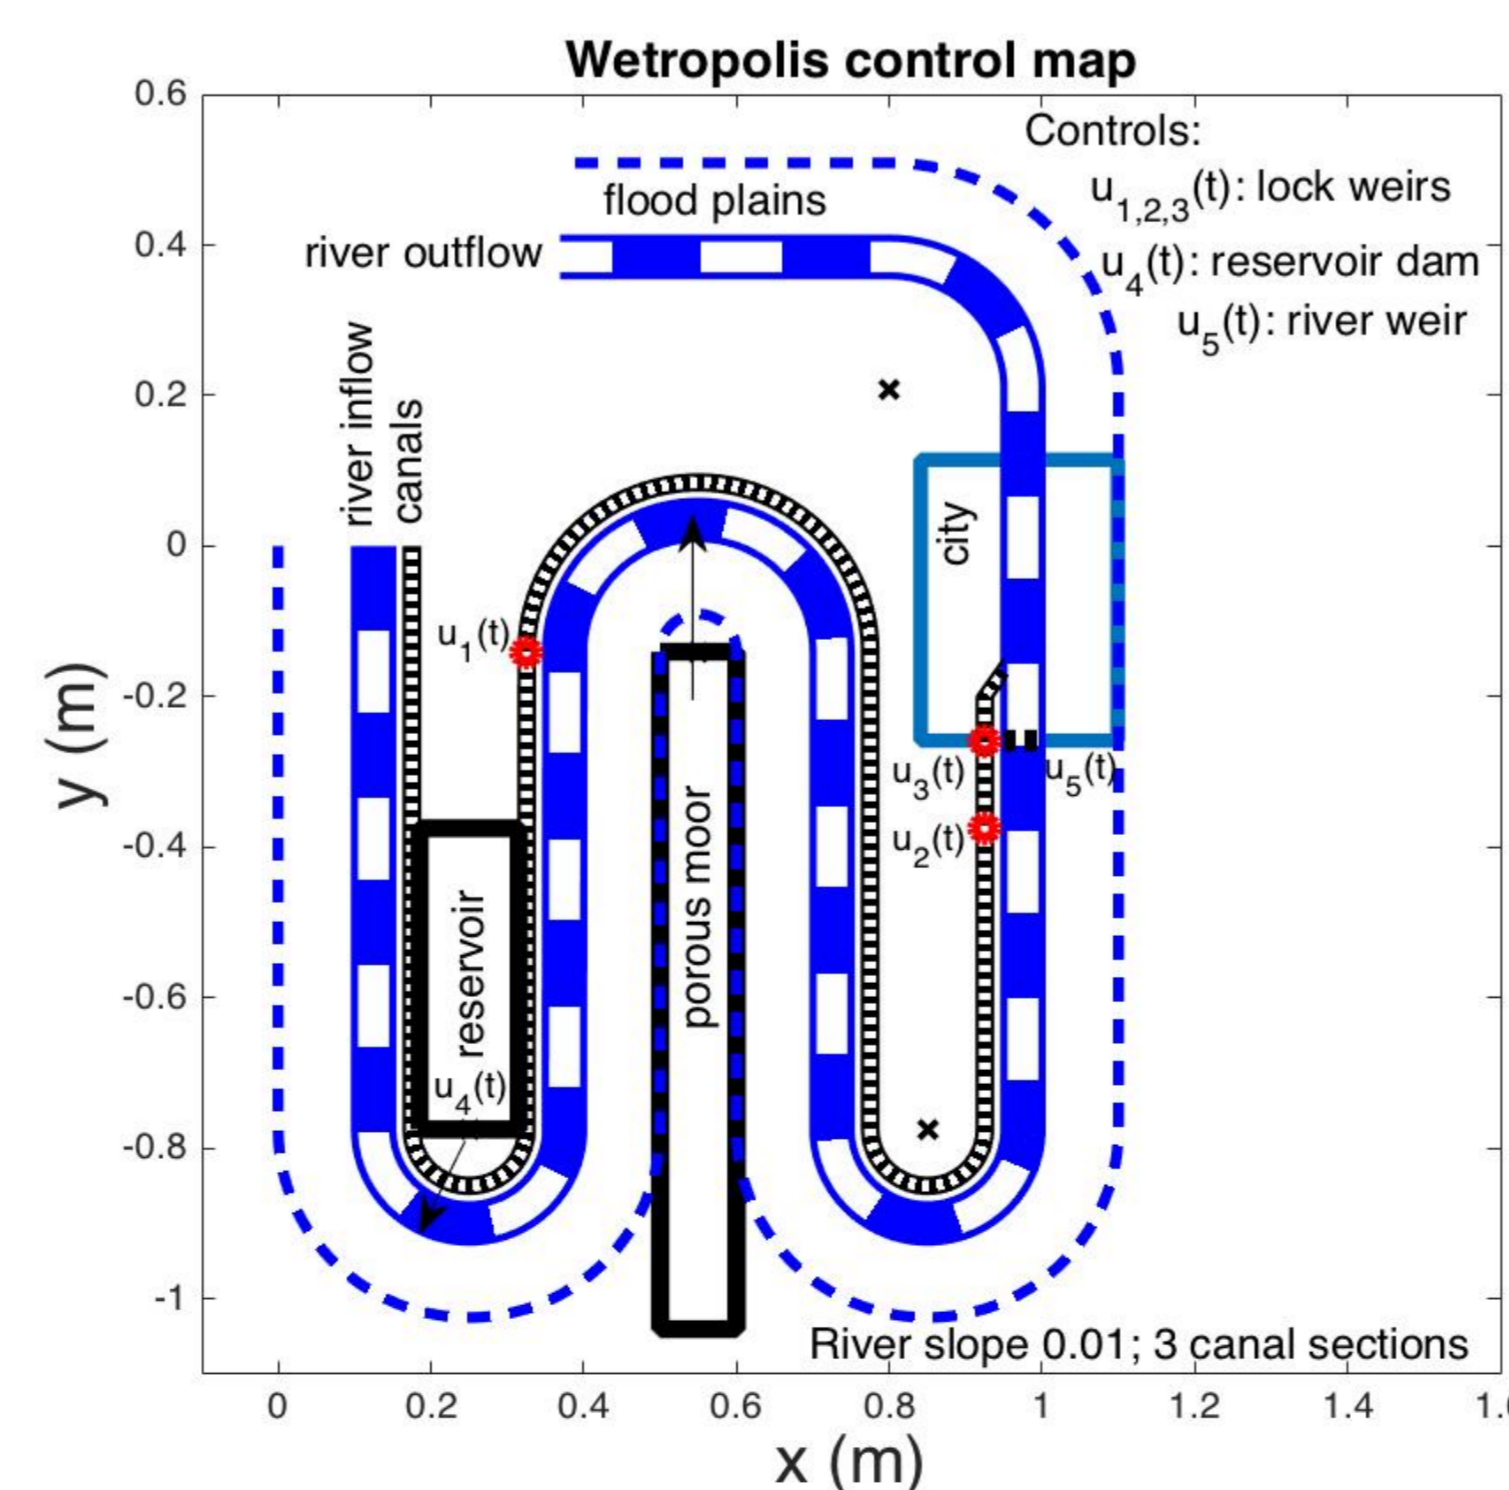 Wetropolis control map
Controls:
u1,2,3(t): lock weirs
u4(t): reservoir dam
u5(t): river weir
flood plains
river outflow
river inflow
canals
city
u1(t)
u3(t)
u5(t)
u2(t)
reservoir
u4(t)
porous moor
River slope 0.01; 3 canal sections
0.6
0.4
0.2
0
-0.2
-0.4
-0.6
-0.8
-1
y (m)
0 0.2 0.4 0.6 0.8 1 1.2 1.4
x (m)